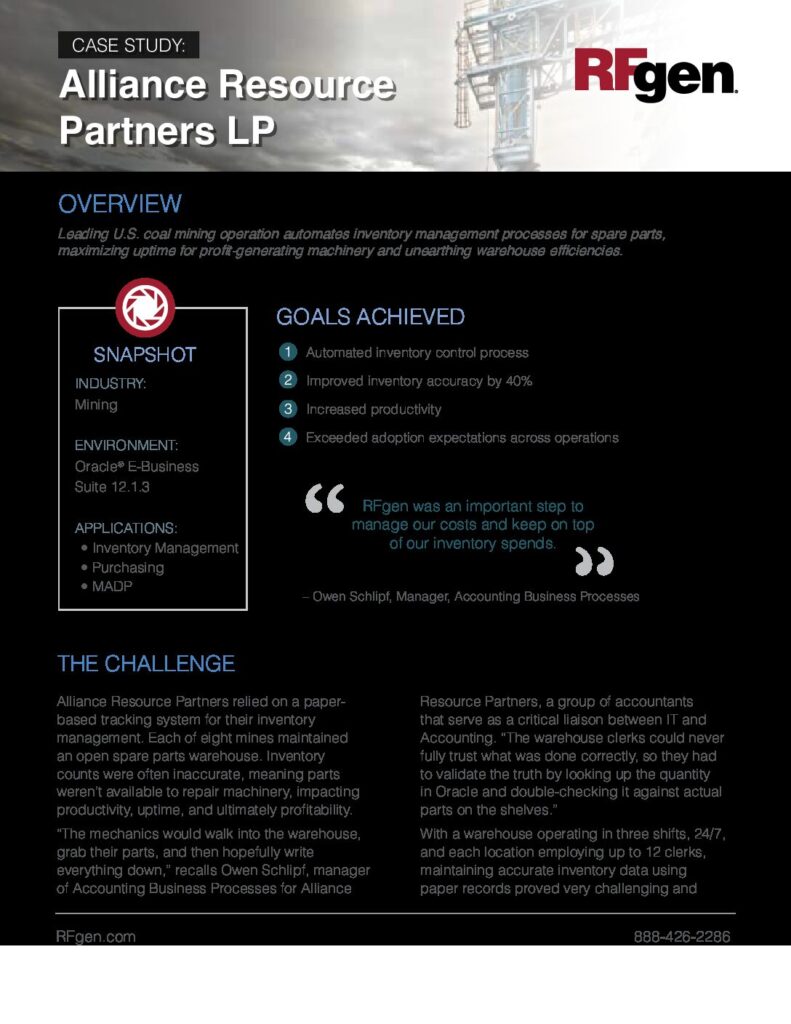 CASE STUDY:
Alliance Resource
Partners LP
RFgen.
OVERVIEW
Leading U.S. coal mining operation automates inventory management processes for spare parts,
maximizing uptime for profit-generating machinery and unearthing warehouse efficiencies.
SNAPSHOT
INDUSTRY:
Mining
ENVIRONMENT:
Oracle® E-Business
Suite 12.1.3
APPLICATIONS:
• Inventory Management
• Purchasing
• MADP
GOALS ACHIEVED
1 Automated inventory control process
2 Improved inventory accuracy by 40%
3 Increased productivity
4 Exceeded adoption expectations across operations
“ RFgen was an important step to
manage our costs and keep on top
of our inventory spends. ”
– Owen Schlipf, Manager, Accounting Business Processes
THE CHALLENGE
Alliance Resource Partners relied on a paper-
based tracking system for their inventory
management. Each of eight mines maintained
an open spare parts warehouse. Inventory
counts were often inaccurate, meaning parts
weren’t available to repair machinery, impacting
productivity, uptime, and ultimately profitability.
“The mechanics would walk into the warehouse,
grab their parts, and then hopefully write
everything down,” recalls Owen Schlipf, manager
of Accounting Business Processes for Alliance
Resource Partners, a group of accountants
that serve as a critical liaison between IT and
Accounting. “The warehouse clerks could never
fully trust what was done correctly, so they had
to validate the truth by looking up the quantity
in Oracle and double-checking it against actual
parts on the shelves.”
With a warehouse operating in three shifts, 24/7,
and each location employing up to 12 clerks,
maintaining accurate inventory data using
paper records proved very challenging and
RFgen.com
888-426-2286